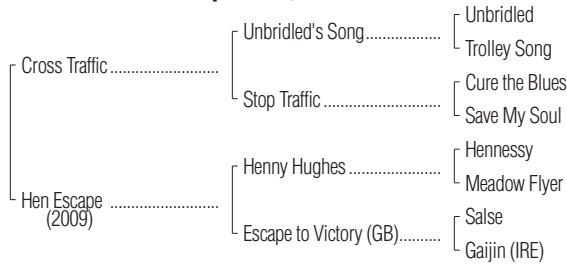 Unbridled
Unbridled's Song..................
Trolley Song
Cross Traffic..........................
Cure the Blues
Stop Traffic ............................
Save My Soul
Hennessy
Henny Hughes ......................
Meadow Flyer
Hen Escape ..........................
(2009)
Salse
Escape to Victory (GB)..........
Gaijin (IRE)